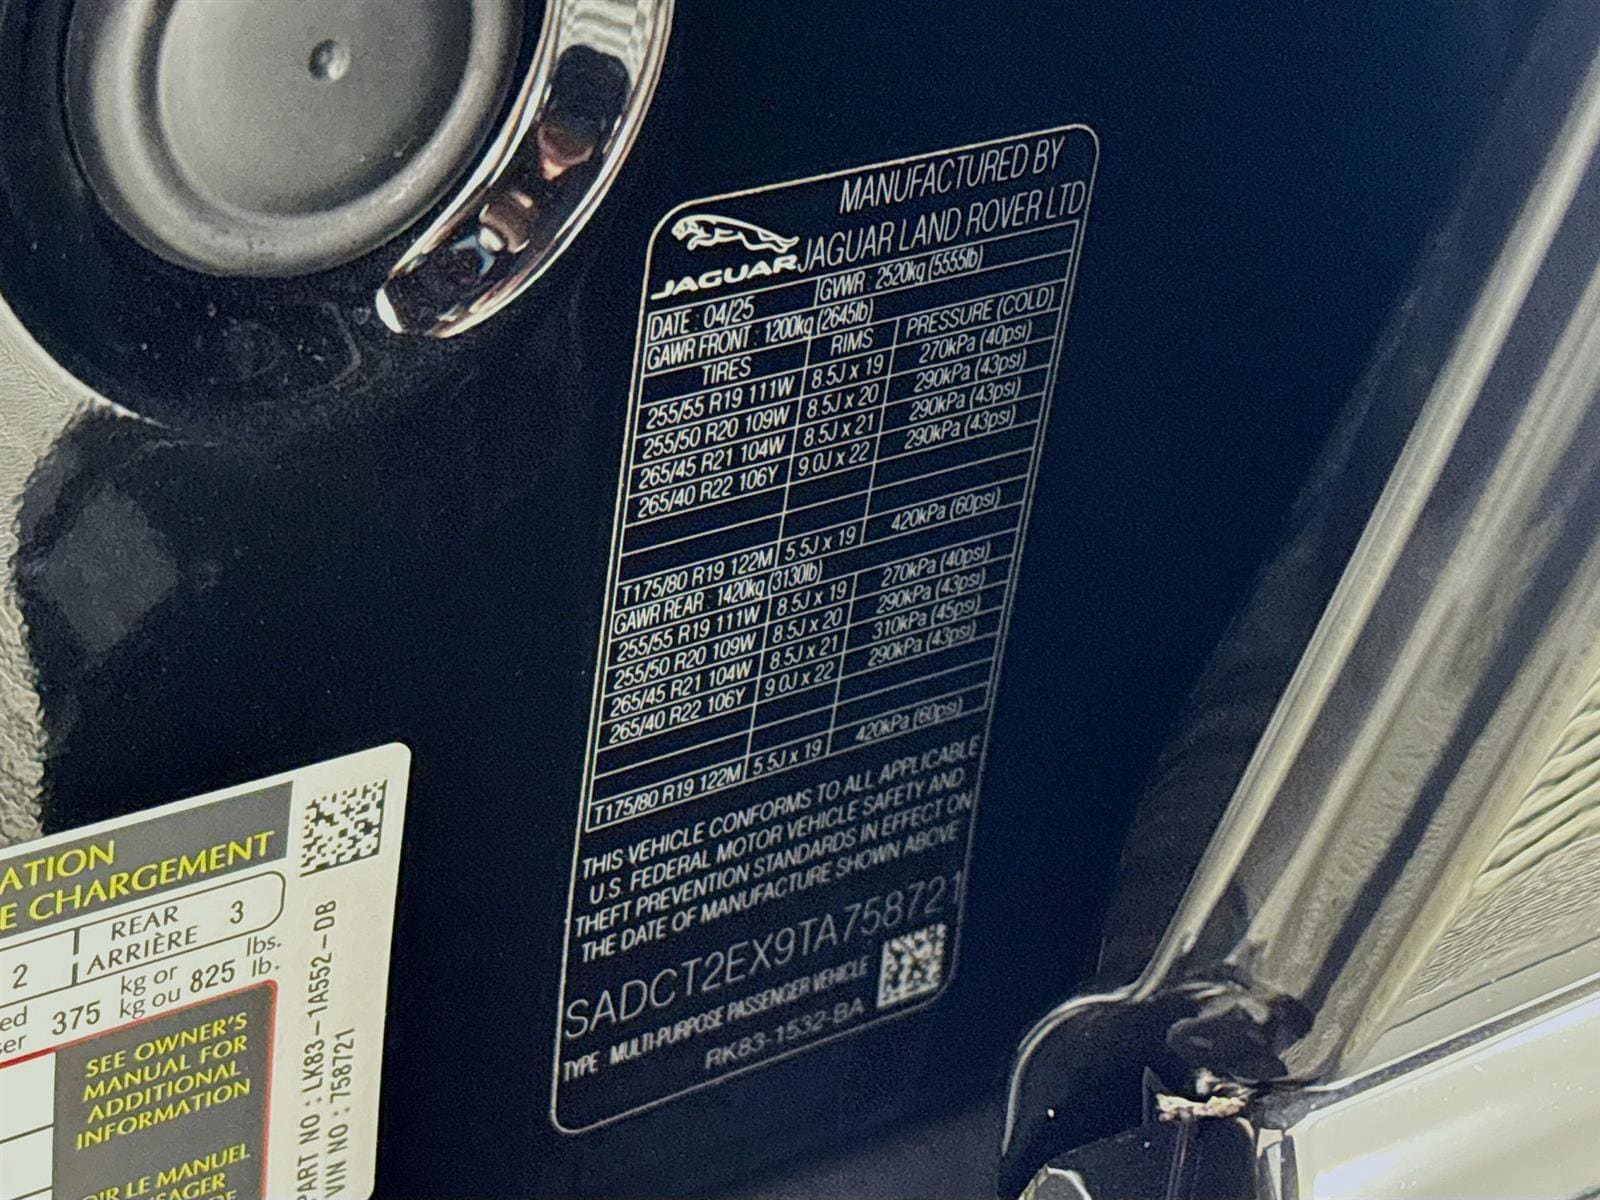 MANUFACTURED BY
JAGUAR JAGUAR LAND ROVER LTD
DATE : 04/25 GVWR : 2520kg (5555lb)
GAWR FRONT : 1200kg (2645lb)
TIRES RIMS PRESSURE (COLD)
255/55 R19 111W 8.5J x 19 270kPa (40psi)
255/50 R20 109W 8.5J x 20 290kPa (43psi)
265/45 R21 104W 8.5J x 21 290kPa (43psi)
265/40 R22 106Y 9.0J x 22 290kPa (43psi)
T175/80 R19 122M 5.5J x 19 420kPa (60psi)
GAWR REAR : 1420kg (3130lb)
255/55 R19 111W 8.5J x 19 270kPa (40psi)
255/50 R20 109W 8.5J x 20 290kPa (43psi)
265/45 R21 104W 8.5J x 21 310kPa (45psi)
265/40 R22 106Y 9.0J x 22 290kPa (43psi)
T175/80 R19 122M 5.5J x 19 420kPa (60psi)
THIS VEHICLE CONFORMS TO ALL APPLICABLE
U.S. FEDERAL MOTOR VEHICLE SAFETY AND
THEFT PREVENTION STANDARDS IN EFFECT ON
THE DATE OF MANUFACTURE SHOWN ABOVE
SADCT2EX9TA758721
TYPE : MULTI-PURPOSE PASSENGER VEHICLE
RK83-1532-BA
ATION
E CHARGEMENT
2 REAR 3
ARRIÈRE
375 kg or 825 lbs.
kg ou lb.
SEE OWNER'S
MANUAL FOR
ADDITIONAL
INFORMATION
LE MANUEL
PART NO : LK83-1A552-DB
VIN NO : 758721